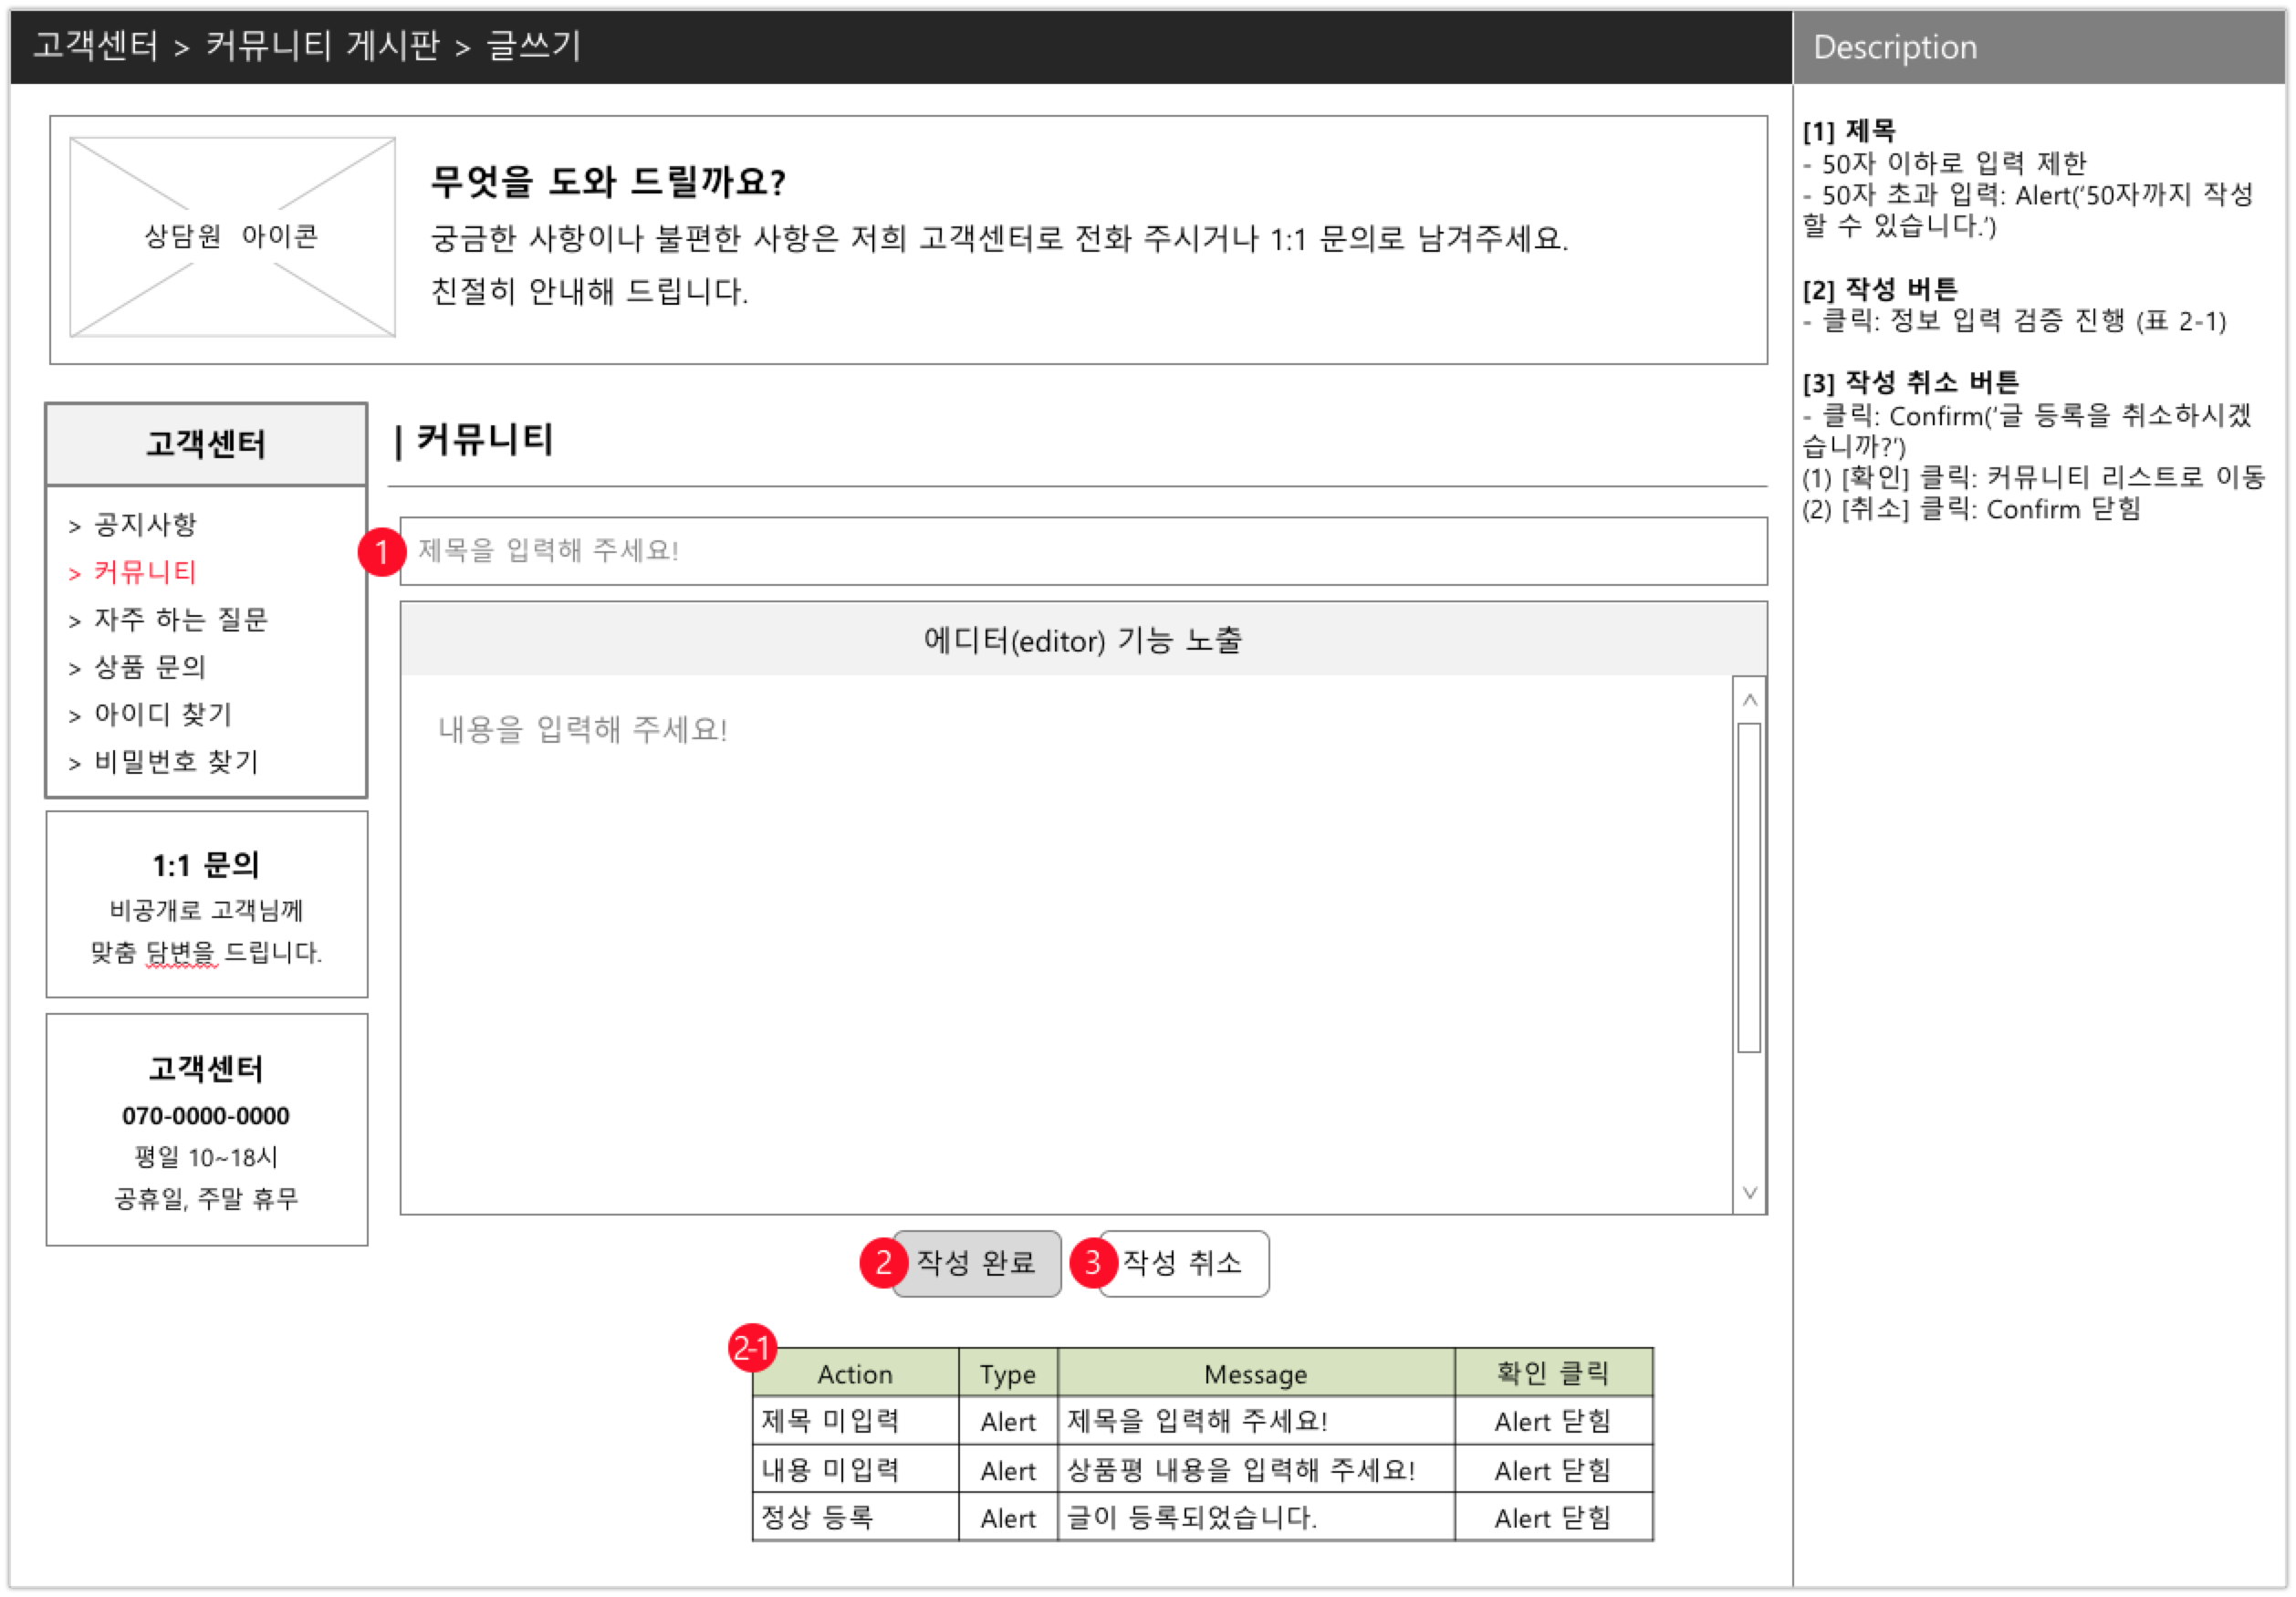 고객센터 > 커뮤니티 게시판 > 글쓰기
Description
상담원 아이콘
무엇을 도와 드릴까요?
궁금한 사항이나 불편한 사항은 저희 고객센터로 전화 주시거나 1:1 문의로 남겨주세요.
친절히 안내해 드립니다.
고객센터
> 공지사항
> 커뮤니티
> 자주 하는 질문
> 상품 문의
> 아이디 찾기
> 비밀번호 찾기
1:1 문의
비공개로 고객님께
맞춤 답변을 드립니다.
고객센터
070-0000-0000
평일 10~18시
공휴일, 주말 휴무
| 커뮤니티
1 제목을 입력해 주세요!
에디터(editor) 기능 노출
내용을 입력해 주세요!
2 작성 완료 3 작성 취소
2-1
Action Type Message 확인 클릭
제목 미입력 Alert 제목을 입력해 주세요! Alert 닫힘
내용 미입력 Alert 상품평 내용을 입력해 주세요! Alert 닫힘
정상 등록 Alert 글이 등록되었습니다. Alert 닫힘
[1] 제목
- 50자 이하로 입력 제한
- 50자 초과 입력: Alert(‘50자까지 작성
할 수 있습니다.’)
[2] 작성 버튼
- 클릭: 정보 입력 검증 진행 (표 2-1)
[3] 작성 취소 버튼
- 클릭: Confirm(‘글 등록을 취소하시겠
습니까?’)
(1) [확인] 클릭: 커뮤니티 리스트로 이동
(2) [취소] 클릭: Confirm 닫힘